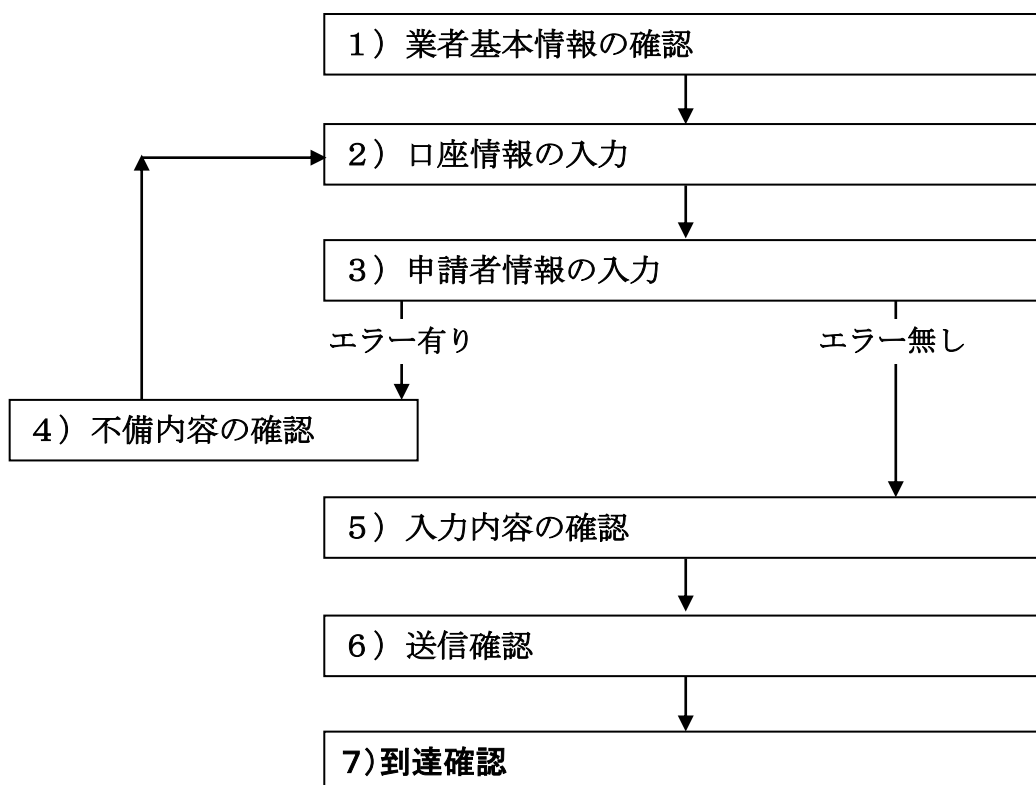 １）業者基本情報の確認
２）口座情報の入力
３）申請者情報の入力
エラー有り
エラー無し
４）不備内容の確認
５）入力内容の確認
６）送信確認
７）到達確認